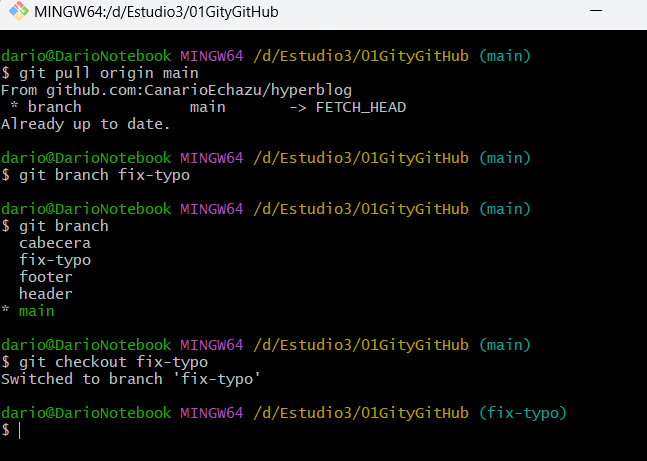 MINGW64:/d/Estudio3/01GityGitHub
dario@DarioNotebook MINGW64 /d/Estudio3/01GityGitHub (main)
$ git pull origin main
From github.com:CanarioEchazu/hyperblog
 * branch            main       -> FETCH_HEAD
Already up to date.
dario@DarioNotebook MINGW64 /d/Estudio3/01GityGitHub (main)
$ git branch fix-typo
dario@DarioNotebook MINGW64 /d/Estudio3/01GityGitHub (main)
$ git branch
  cabecera
  fix-typo
  footer
  header
* main
dario@DarioNotebook MINGW64 /d/Estudio3/01GityGitHub (main)
$ git checkout fix-typo
Switched to branch 'fix-typo'
dario@DarioNotebook MINGW64 /d/Estudio3/01GityGitHub (fix-typo)
$